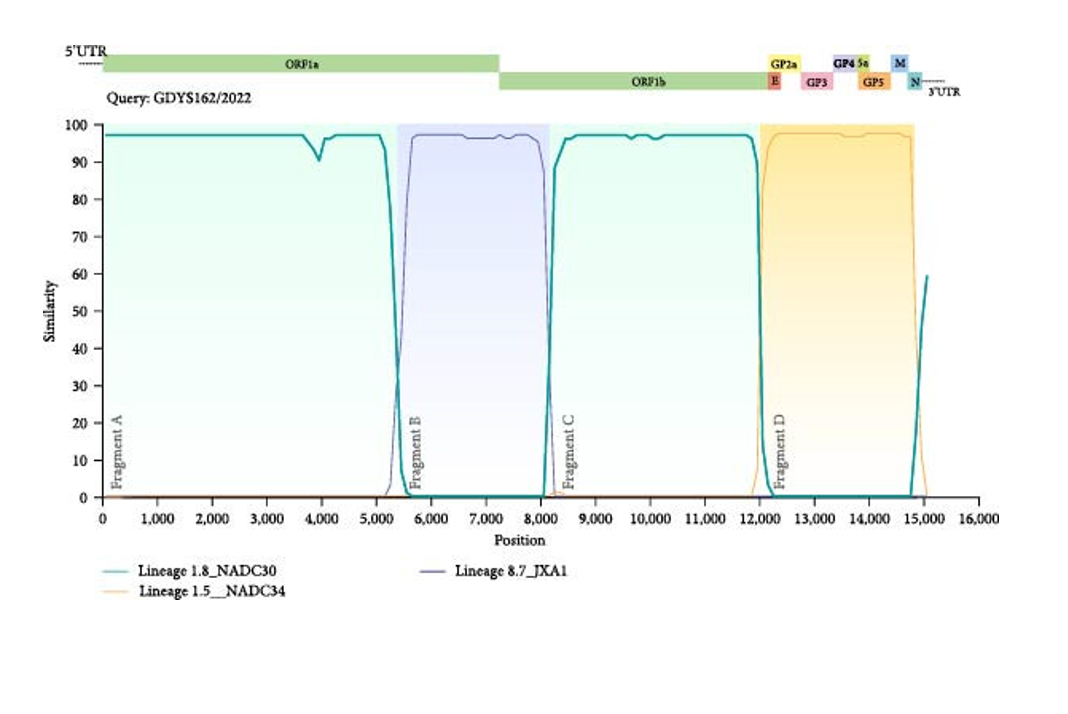 5'UTR
ORF1a
GP2a
GP4
5a
M
ORF1b
E
GP3
GP5
N
3'UTR
Query: GDYS162/2022
100
90
80
70
60
50
40
30
20
10
0
Similarity
Fragment A
Fragment B
Fragment C
Fragment D
0 1,000 2,000 3,000 4,000 5,000 6,000 7,000 8,000 9,000 10,000 11,000 12,000 13,000 14,000 15,000 16,000
Position
Lineage 1.8_NADC30
Lineage 8.7_JXA1
Lineage 1.5__NADC34